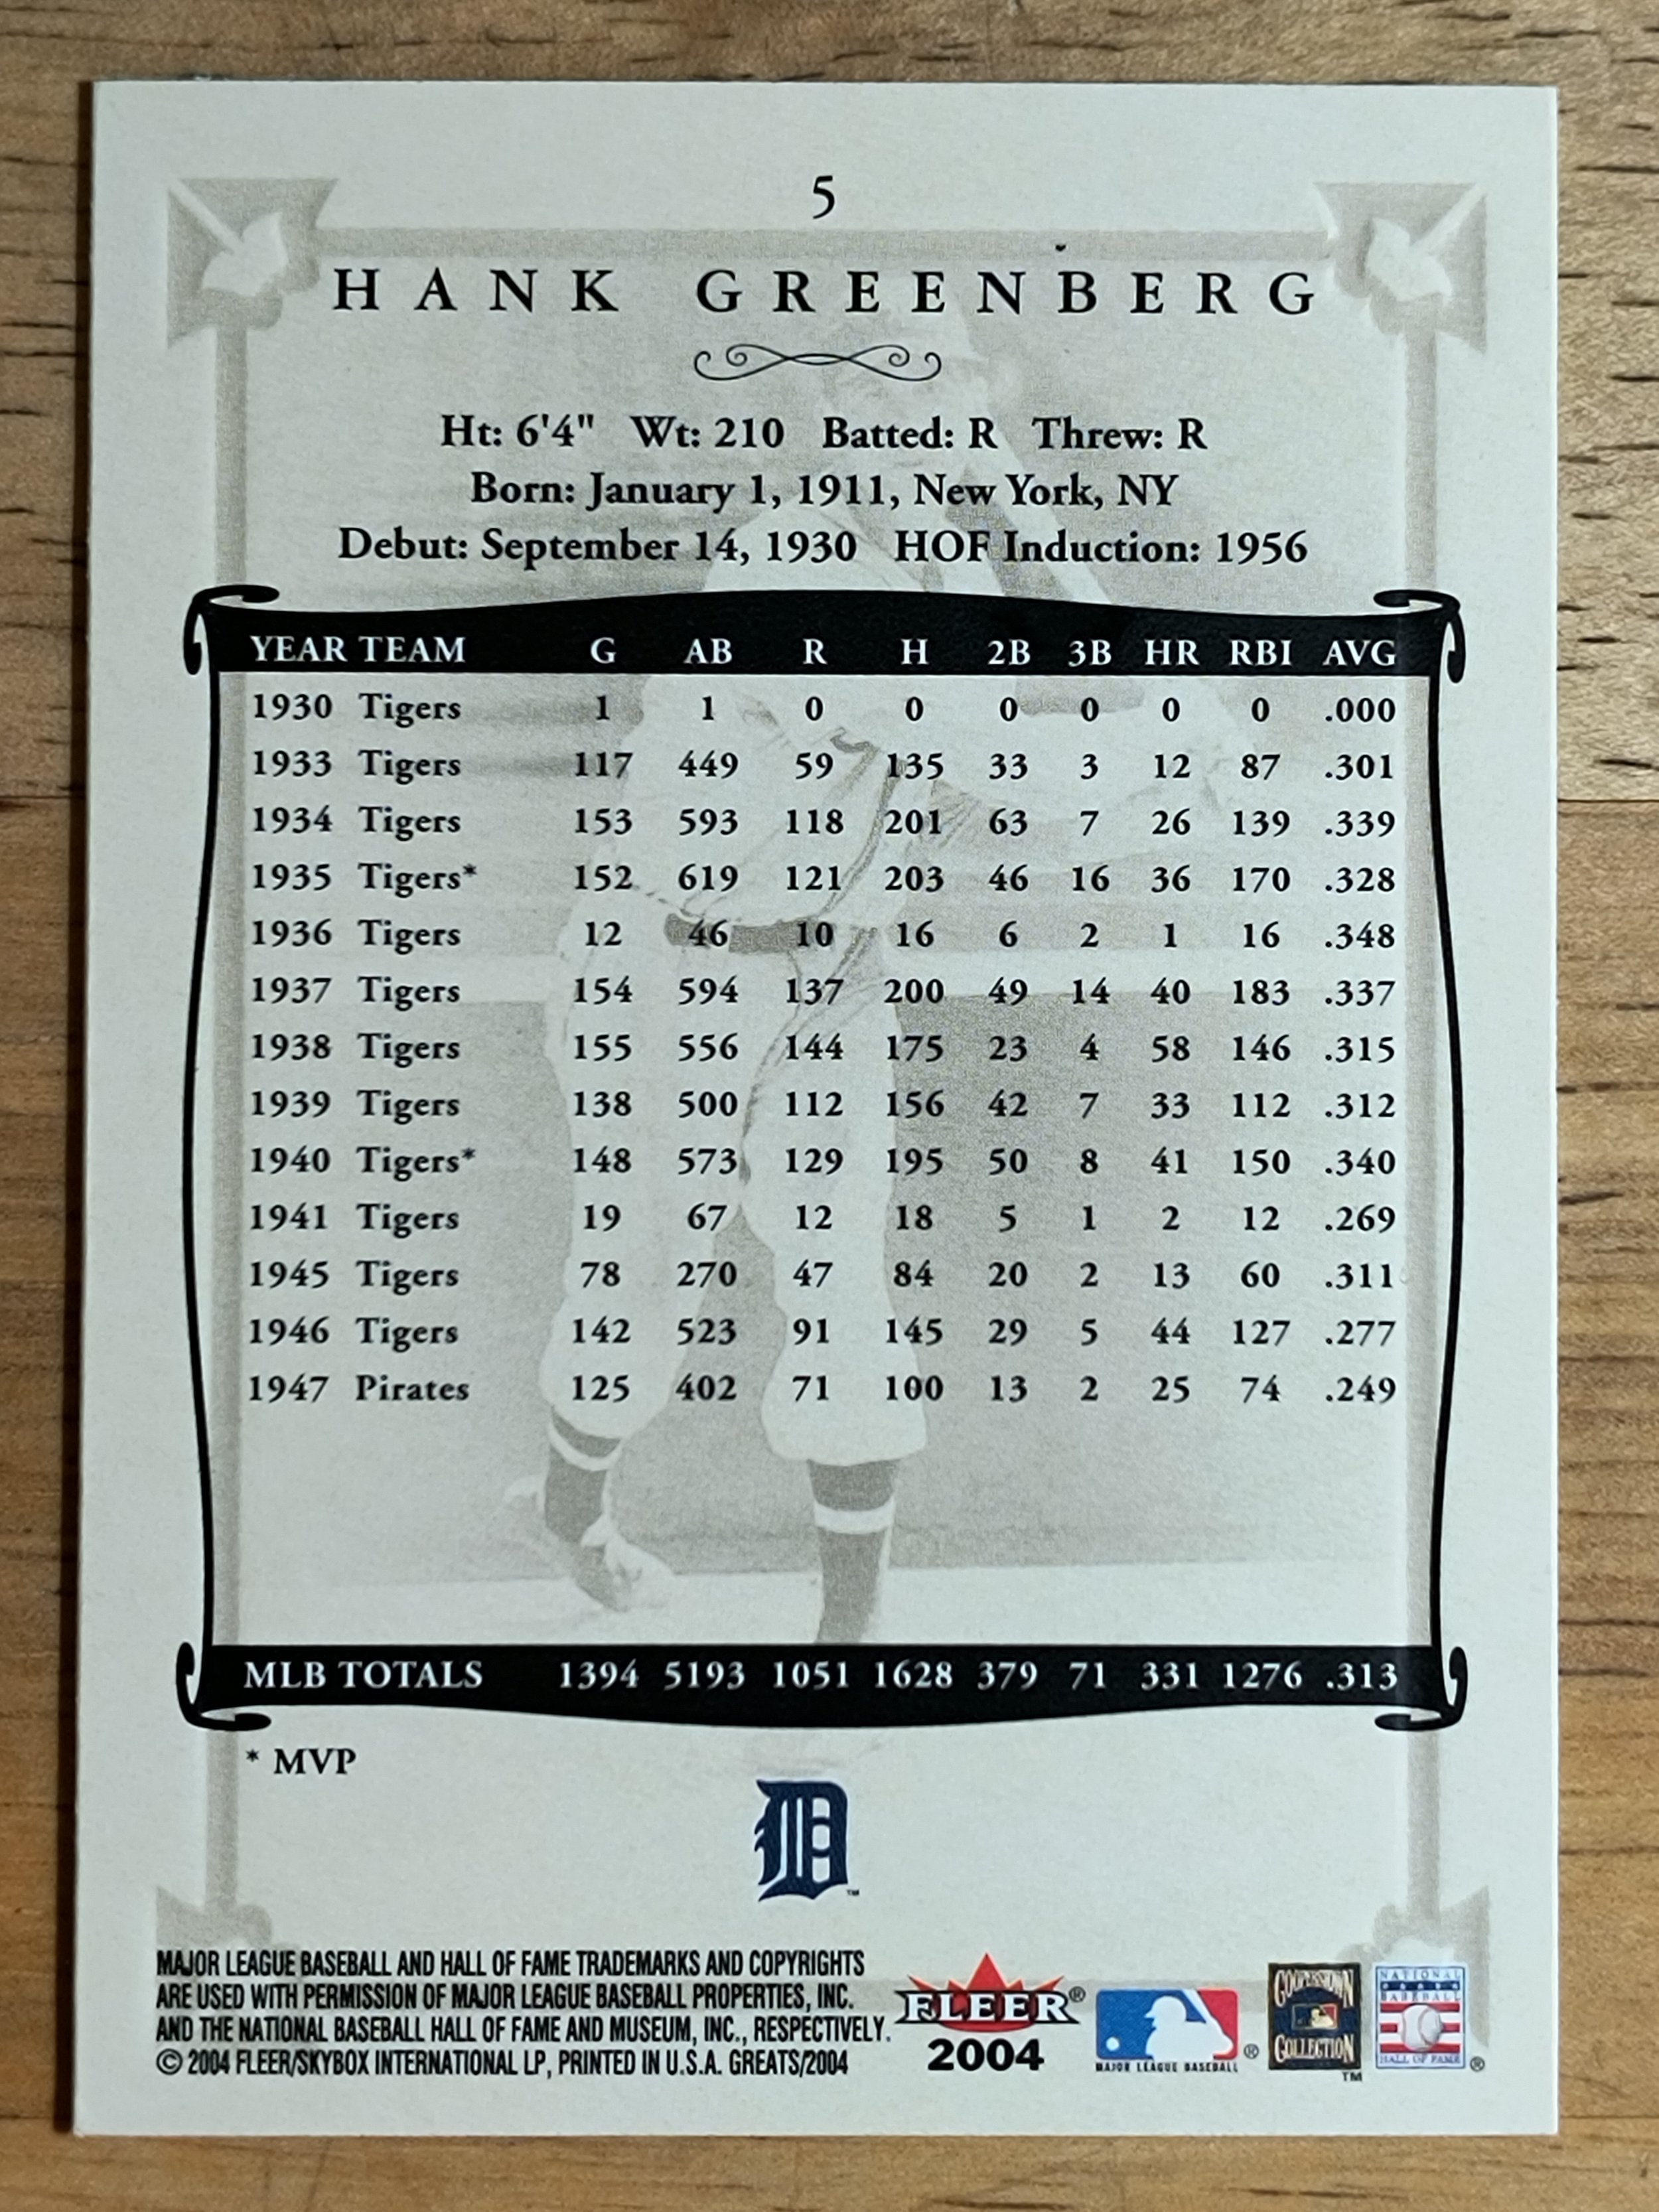 5
HANK GREENBERG
Ht: 6'4" Wt: 210 Batted: R Threw: R
Born: January 1, 1911, New York, NY
Debut: September 14, 1930 HOF Induction: 1956
YEAR TEAM G AB R H 2B 3B HR RBI AVG
1930 Tigers 1 1 0 0 0 0 0 0 .000
1933 Tigers 117 449 59 135 33 3 12 87 .301
1934 Tigers 153 593 118 201 63 7 26 139 .339
1935 Tigers* 152 619 121 203 46 16 36 170 .328
1936 Tigers 12 46 10 16 6 2 1 16 .348
1937 Tigers 154 594 137 200 49 14 40 183 .337
1938 Tigers 155 556 144 175 23 4 58 146 .315
1939 Tigers 138 500 112 156 42 7 33 112 .312
1940 Tigers* 148 573 129 195 50 8 41 150 .340
1941 Tigers 19 67 12 18 5 1 2 12 .269
1945 Tigers 78 270 47 84 20 2 13 60 .311
1946 Tigers 142 523 91 145 29 5 44 127 .277
1947 Pirates 125 402 71 100 13 2 25 74 .249
MLB TOTALS 1394 5193 1051 1628 379 71 331 1276 .313
* MVP
D ™
MAJOR LEAGUE BASEBALL AND HALL OF FAME TRADEMARKS AND COPYRIGHTS
ARE USED WITH PERMISSION OF MAJOR LEAGUE BASEBALL PROPERTIES, INC.
AND THE NATIONAL BASEBALL HALL OF FAME AND MUSEUM, INC., RESPECTIVELY.
© 2004 FLEER/SKYBOX INTERNATIONAL LP, PRINTED IN U.S.A. GREATS/2004
FLEER®
2004
MAJOR LEAGUE BASEBALL ®
COOPERSTOWN
COLLECTION
™
NATIONAL
BASEBALL
HALL OF FAME ®